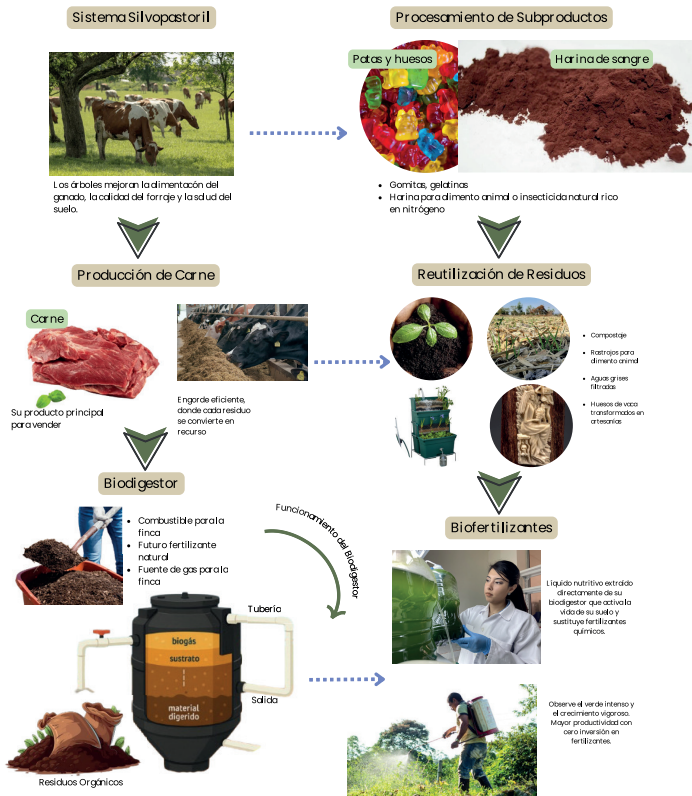 Sistema Silvopastoril
Los árboles mejoran la alimentación del
ganado, la calidad del forraje y la salud del
suelo.
Procesamiento de Subproductos
Patas y huesos
Harina de sangre
• Gomitas, gelatinas
• Harina para alimento animal o insecticida natural rico
en nitrógeno
Producción de Carne
Carne
Su producto principal
para vender
Engorde eficiente,
donde cada residuo
se convierte en
recurso
Reutilización de Residuos
• Compostaje
• Rastrojos para
alimento animal
• Aguas grises
filtradas
• Huesos de vaca
transformados en
artesanías
Biodigestor
• Combustible para la
finca
• Futuro fertilizante
natural
• Fuente de gas para la
finca
Funcionamiento del Biodigestor
Tubería
biogás
sustrato
material
digerido
Salida
Residuos Orgánicos
Biofertilizantes
Líquido nutritivo extraído
directamente de su
biodigestor que activa la
vida de su suelo y
sustituye fertilizantes
químicos.
Observe el verde intenso y
el crecimiento vigoroso.
Mayor productividad con
cero inversión en
fertilizantes.